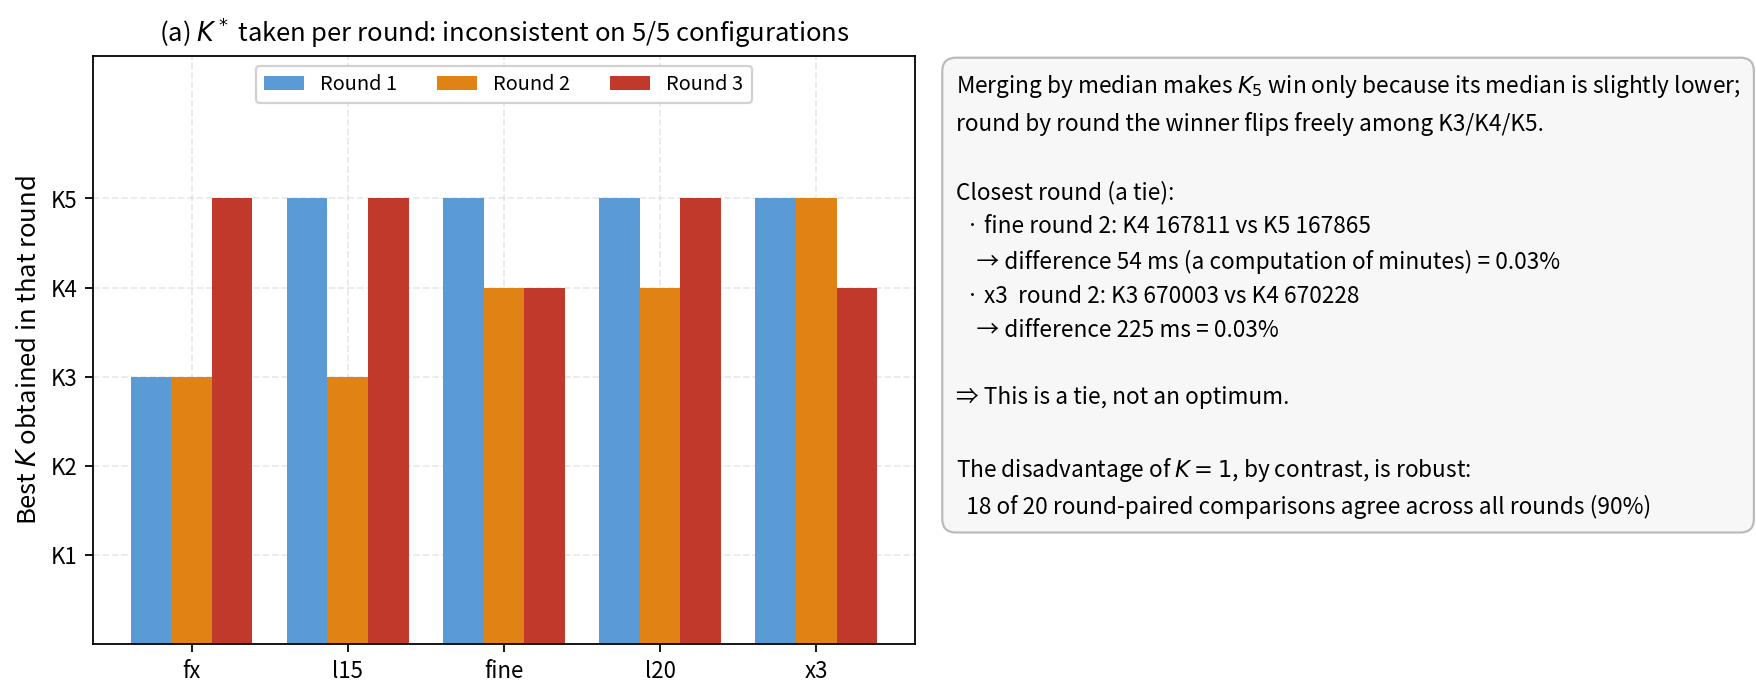 (a) K* taken per round: inconsistent on 5/5 configurations
Round 1
Round 2
Round 3
Best K obtained in that round
K5
K4
K3
K2
K1
fx
l15
fine
l20
x3
Merging by median makes K₅ win only because its median is slightly lower;
round by round the winner flips freely among K3/K4/K5.
Closest round (a tie):
· fine round 2: K4 167811 vs K5 167865
→ difference 54 ms (a computation of minutes) = 0.03%
· x3 round 2: K3 670003 vs K4 670228
→ difference 225 ms = 0.03%
⇒ This is a tie, not an optimum.
The disadvantage of K = 1, by contrast, is robust:
18 of 20 round-paired comparisons agree across all rounds (90%)